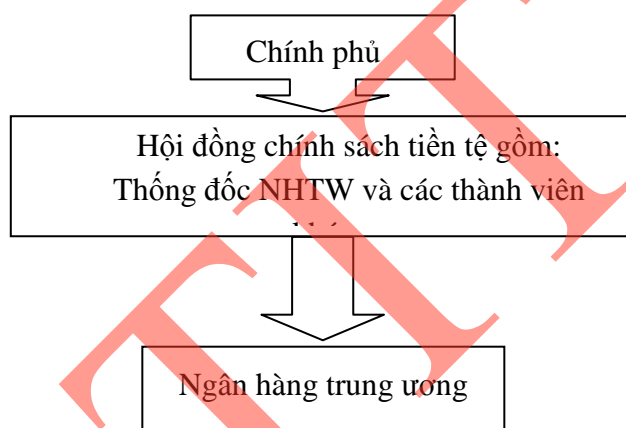 Chính phủ
Hội đồng chính sách tiền tệ gồm:
Thống đốc NHTW và các thành viên
Ngân hàng trung ương